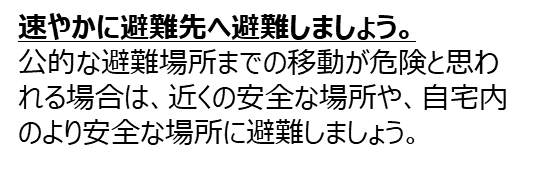 速やかに避難先へ避難しましょう。
公的な避難場所までの移動が危険と思わ
れる場合は、近くの安全な場所や、自宅内
のより安全な場所に避難しましょう。